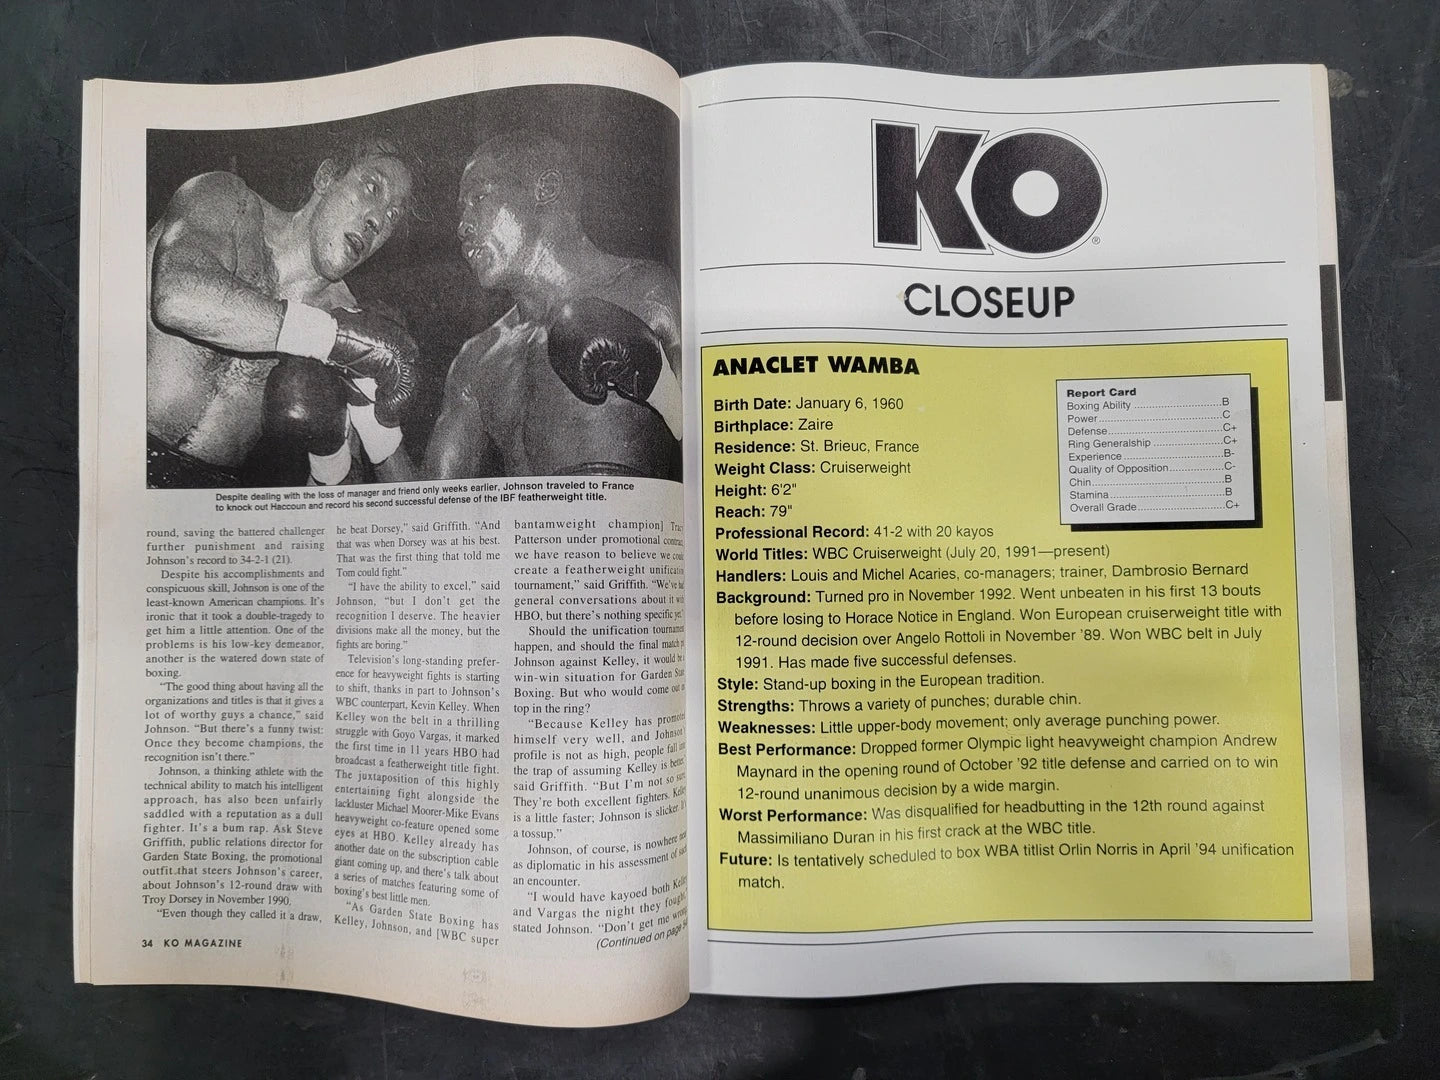 Despite dealing with the loss of manager and friend only weeks earlier, Johnson traveled to France
to knock out Haccoun and record his second successful defense of the IBF featherweight title.
round, saving the battered challenger
further punishment and raising
Johnson's record to 34-2-1 (21).
Despite his accomplishments and
conspicuous skill, Johnson is one of the
least-known American champions. It's
ironic that it took a double-tragedy to
get him a little attention. One of the
problems is his low-key demeanor,
another is the watered down state of
boxing.
"The good thing about having all the
organizations and titles is that it gives a
lot of worthy guys a chance," said
Johnson. "But there's a funny twist:
Once they become champions, the
recognition isn't there."
Johnson, a thinking athlete with the
technical ability to match his intelligent
approach, has also been unfairly
saddled with a reputation as a dull
fighter. It's a bum rap. Ask Steve
Griffith, public relations director for
Garden State Boxing, the promotional
outfit that steers Johnson's career,
about Johnson's 12-round draw with
Troy Dorsey in November 1990.
"Even though they called it a draw,
he beat Dorsey," said Griffith. "And
that was when Dorsey was at his best.
That was the first thing that told me
Tom could fight."
"I have the ability to excel," said
Johnson, "but I don't get the
recognition I deserve. The heavier
divisions make all the money, but the
fights are boring."
Television's long-standing prefer-
ence for heavyweight fights is starting
to shift, thanks in part to Johnson's
WBC counterpart, Kevin Kelley. When
Kelley won the belt in a thrilling
struggle with Goyo Vargas, it marked
the first time in 11 years HBO had
broadcast a featherweight title fight.
The juxtaposition of this highly
entertaining fight alongside the
lackluster Michael Moorer-Mike Evans
heavyweight co-feature opened some
eyes at HBO. Kelley already has
another date on the subscription cable
giant coming up, and there's talk about
a series of matches featuring some of
boxing's best little men.
"As Garden State Boxing has
Kelley, Johnson, and [WBC super
bantamweight champion] Tracy
Patterson under promotional contract,
we have reason to believe we could
create a featherweight unification
tournament," said Griffith. "We've had
general conversations about it with
HBO, but there's nothing specific yet."
Should the unification tournament
happen, and should the final match
Johnson against Kelley, it would be a
win-win situation for Garden State
Boxing. But who would come out on
top in the ring?
"Because Kelley has promoted
himself very well, and Johnson's
profile is not as high, people fall into
the trap of assuming Kelley is better,"
said Griffith. "But I'm not so sure.
They're both excellent fighters. Kelley
is a little faster; Johnson is slicker. It's
a tossup."
Johnson, of course, is nowhere near
as diplomatic in his assessment of such
an encounter.
"I would have kayoed both Kelley
and Vargas the night they fought,"
stated Johnson. "Don't get me wrong,
(Continued on page
34 KO MAGAZINE
KO®
CLOSEUP
ANACLET WAMBA
Birth Date: January 6, 1960
Birthplace: Zaire
Residence: St. Brieuc, France
Weight Class: Cruiserweight
Height: 6'2"
Reach: 79"
Report Card
Boxing Ability ............................B
Power.......................................C
Defense....................................C+
Ring Generalship ......................C+
Experience ...............................B-
Quality of Opposition.................C-
Chin..........................................B
Stamina....................................B
Overall Grade...........................C+
Professional Record: 41-2 with 20 kayos
World Titles: WBC Cruiserweight (July 20, 1991—present)
Handlers: Louis and Michel Acaries, co-managers; trainer, Dambrosio Bernard
Background: Turned pro in November 1992. Went unbeaten in his first 13 bouts
before losing to Horace Notice in England. Won European cruiserweight title with
12-round decision over Angelo Rottoli in November '89. Won WBC belt in July
1991. Has made five successful defenses.
Style: Stand-up boxing in the European tradition.
Strengths: Throws a variety of punches; durable chin.
Weaknesses: Little upper-body movement; only average punching power.
Best Performance: Dropped former Olympic light heavyweight champion Andrew
Maynard in the opening round of October '92 title defense and carried on to win
12-round unanimous decision by a wide margin.
Worst Performance: Was disqualified for headbutting in the 12th round against
Massimiliano Duran in his first crack at the WBC title.
Future: Is tentatively scheduled to box WBA titlist Orlin Norris in April '94 unification
match.